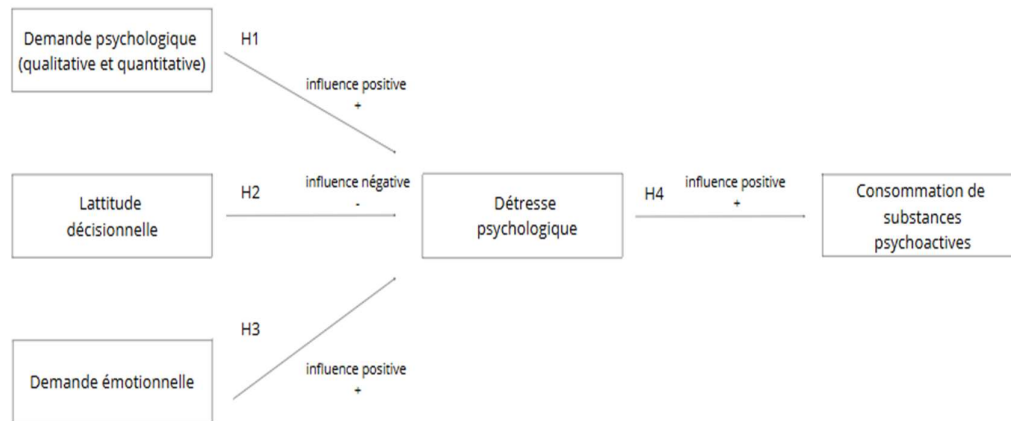 Demande psychologique
(qualitative et quantitative)
H1
influence positive
+
Lattitude
décisionnelle
H2
influence négative
-
Détresse
psychologique
H4
influence positive
+
Consommation de
substances
psychoactives
H3
Demande émotionnelle
influence positive
+